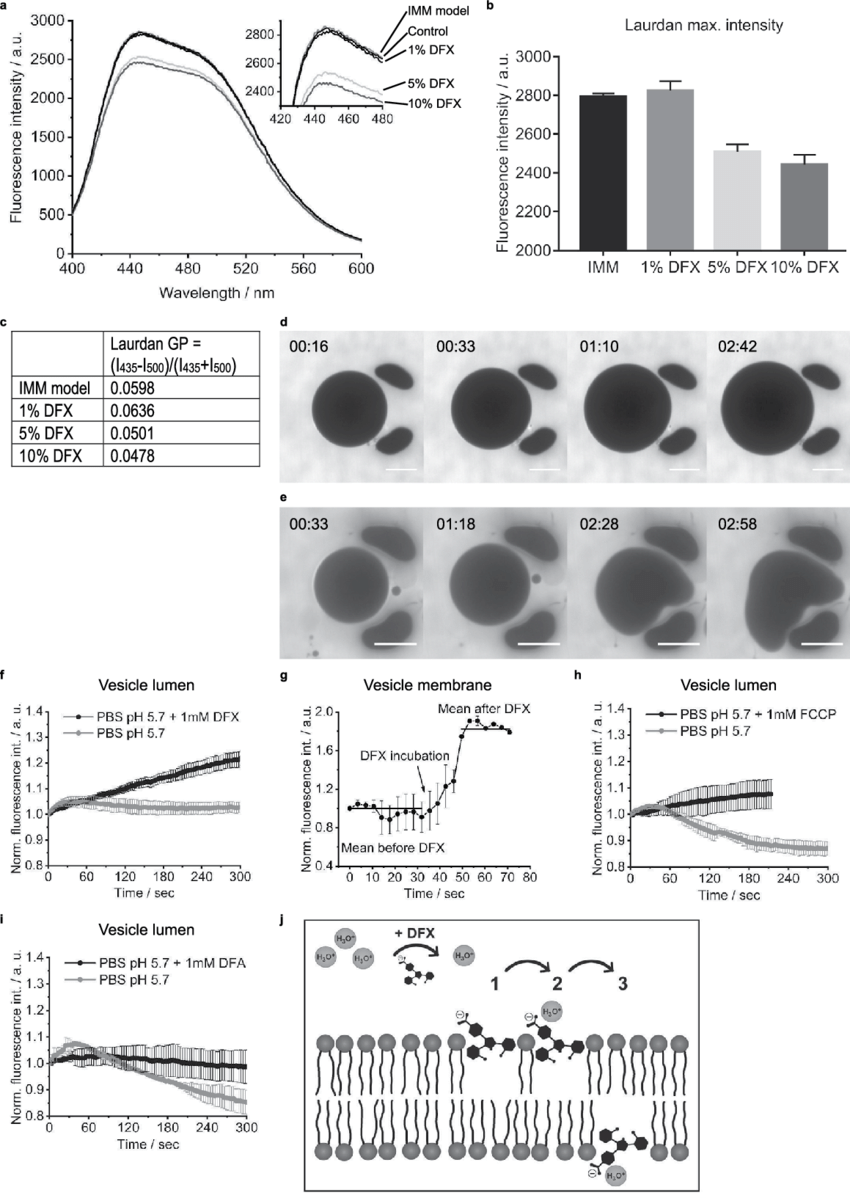 a
Fluorescence intensity / a.u.
3000
2500
2000
1500
1000
500
0
400
440
480
520
560
600
Wavelength / nm
2800
2600
2400
420
440
460
480
IMM model
Control
1% DFX
5% DFX
10% DFX
b
Laurdan max. intensity
Fluorescence intensity / a.u.
3000
2800
2600
2400
2200
2000
IMM 1% DFX 5% DFX 10% DFX
c
Laurdan GP =
(I435-I500)/(I435+I500)
IMM model 0.0598
1% DFX 0.0636
5% DFX 0.0501
10% DFX 0.0478
d
00:16 00:33 01:10 02:42
e
00:33 01:18 02:28 02:58
f
Vesicle lumen
Norm. fluorescence int. / a. u.
1.4
1.3
1.2
1.1
1.0
0.9
0.8
PBS pH 5.7 + 1mM DFX
PBS pH 5.7
0 60 120 180 240 300
Time / sec
g
Vesicle membrane
Norm. fluorescence int. / a.u.
2.0
1.6
1.2
0.8
0.4
Mean after DFX
DFX incubation
Mean before DFX
0 10 20 30 40 50 60 70 80
Time / sec
h
Vesicle lumen
Norm. fluorescence int. / a.u.
1.4
1.3
1.2
1.1
1.0
0.9
0.8
PBS pH 5.7 + 1mM FCCP
PBS pH 5.7
0 60 120 180 240 300
Time / sec
i
Vesicle lumen
Norm. fluorescence int. / a. u.
1.4
1.3
1.2
1.1
1.0
0.9
0.8
PBS pH 5.7 + 1mM DFA
PBS pH 5.7
0 60 120 180 240 300
Time / sec
j
+ DFX
H₃O⁺
H₃O⁺ H₃O⁺
H₃O⁺
1 2 3
H₃O⁺
H₃O⁺